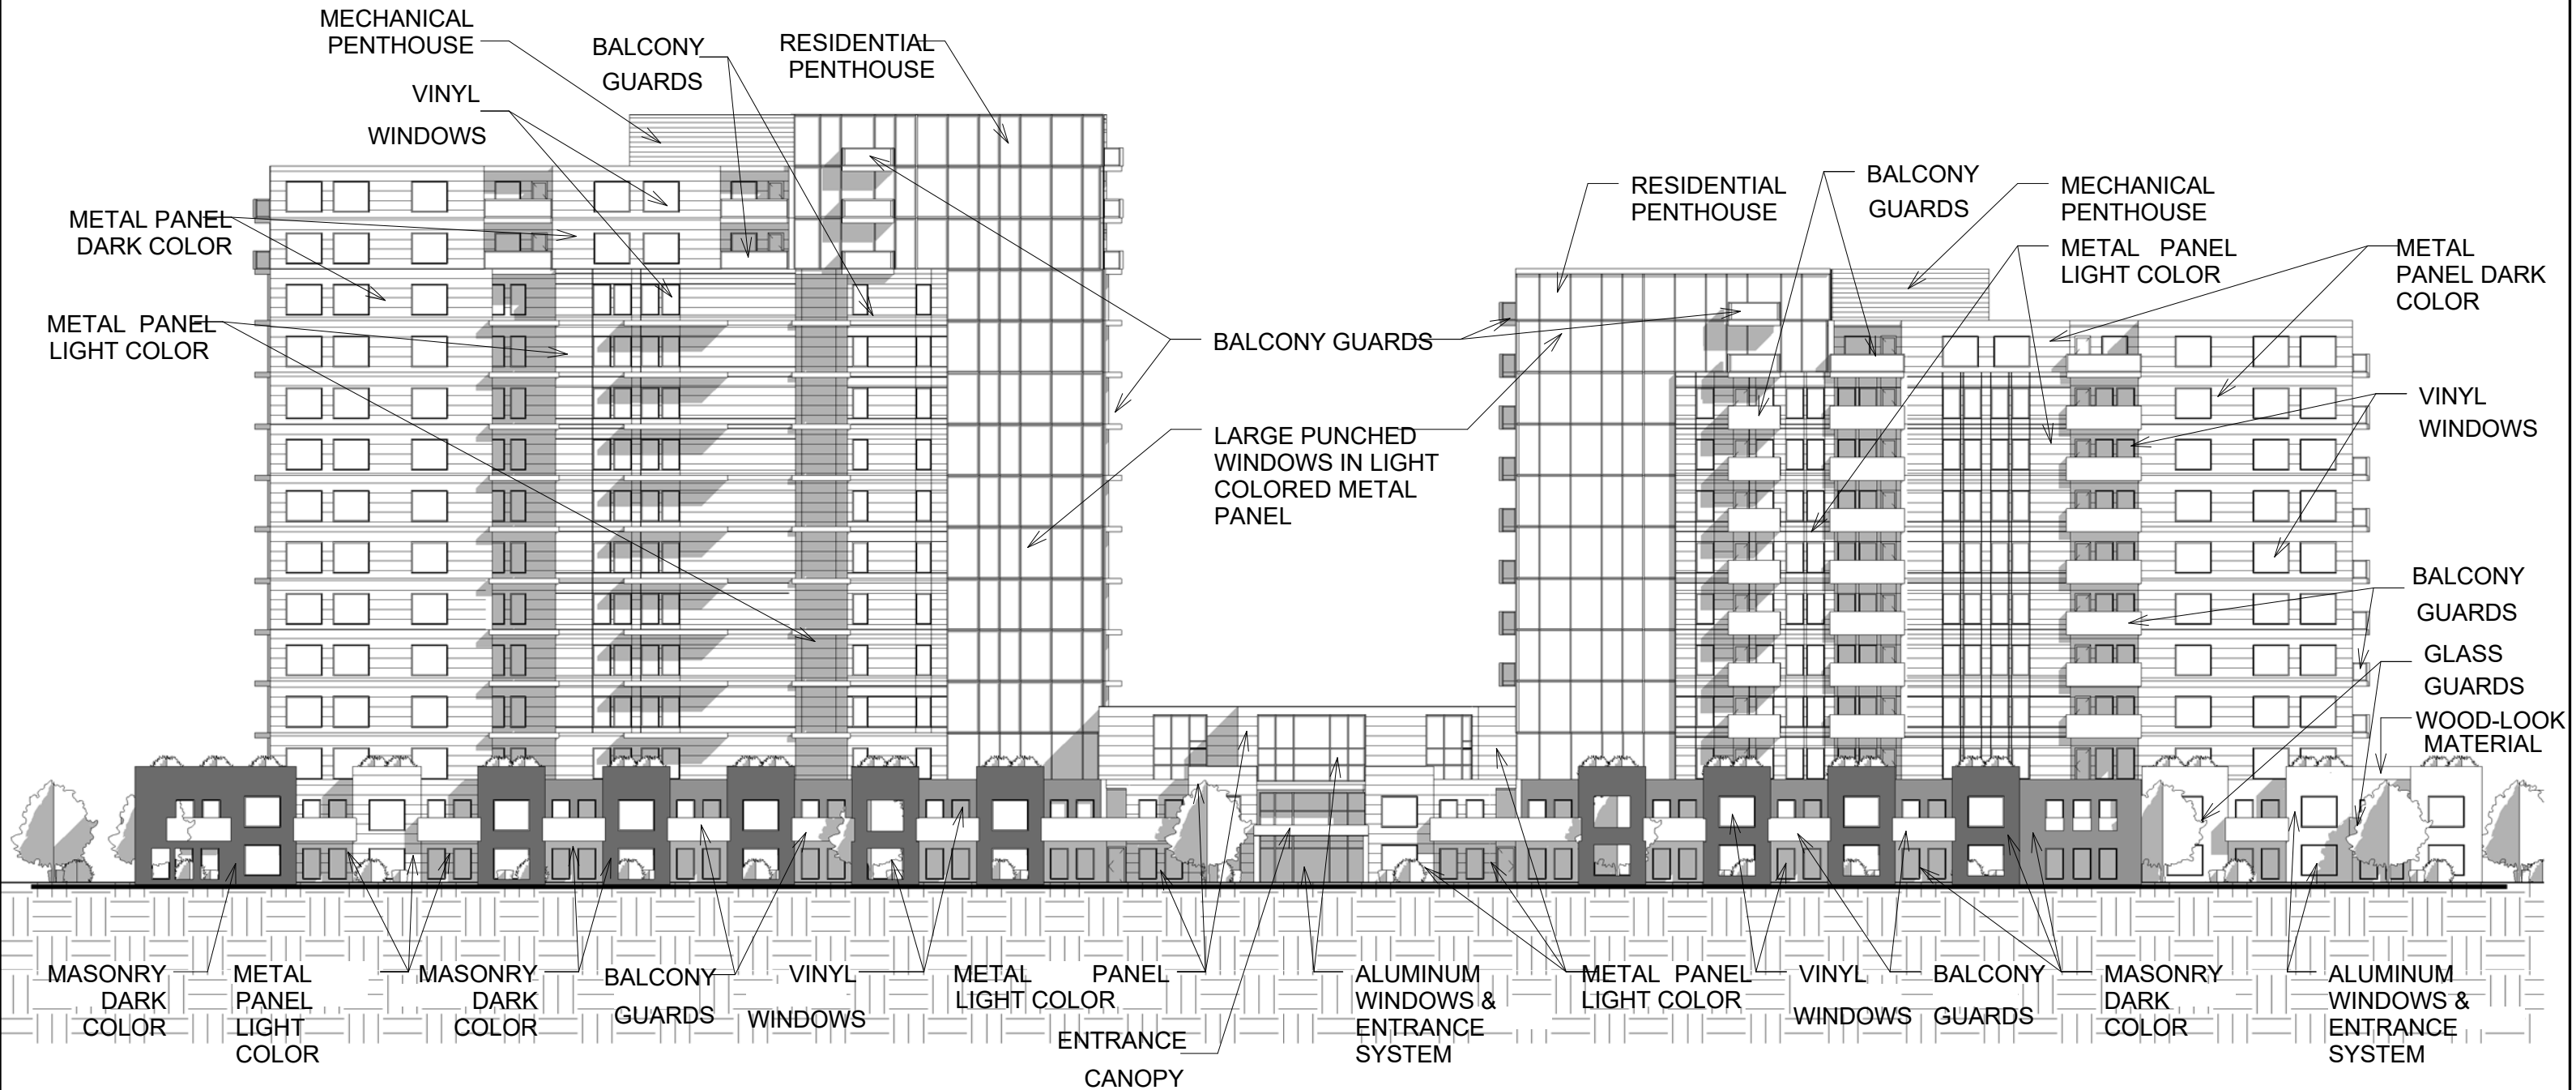 MECHANICAL
PENTHOUSE
BALCONY
GUARDS
RESIDENTIAL
PENTHOUSE
VINYL
WINDOWS
METAL PANEL
DARK COLOR
METAL PANEL
LIGHT COLOR
RESIDENTIAL
PENTHOUSE
BALCONY
GUARDS
MECHANICAL
PENTHOUSE
METAL PANEL
LIGHT COLOR
METAL
PANEL DARK
COLOR
BALCONY GUARDS
LARGE PUNCHED
WINDOWS IN LIGHT
COLORED METAL
PANEL
VINYL
WINDOWS
BALCONY
GUARDS
GLASS
GUARDS
WOOD-LOOK
MATERIAL
MASONRY
DARK
COLOR
METAL
PANEL
LIGHT
COLOR
MASONRY
DARK
COLOR
BALCONY
GUARDS
VINYL
WINDOWS
METAL PANEL
LIGHT COLOR
ENTRANCE
CANOPY
ALUMINUM
WINDOWS &
ENTRANCE
SYSTEM
METAL PANEL
LIGHT COLOR
VINYL
WINDOWS
BALCONY
GUARDS
MASONRY
DARK
COLOR
ALUMINUM
WINDOWS &
ENTRANCE
SYSTEM